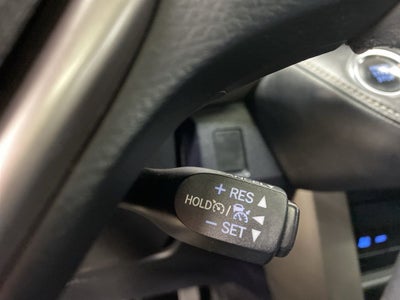 + RES ▲
HOLD / ◄
− SET ▼